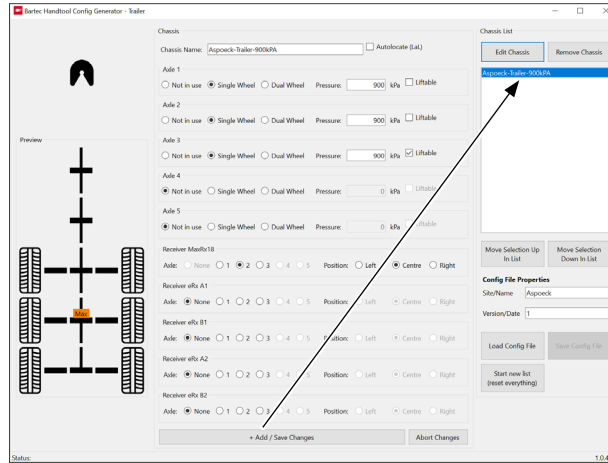 Bartec Handtool Config Generator - Trailer
Chassis
Chassis Name: Aspoeck-Trailer-900kPA Autolocate (LaL)
Axle 1
Not in use Single Wheel Dual Wheel Pressure: 900 kPa Liftable
Axle 2
Not in use Single Wheel Dual Wheel Pressure: 900 kPa Liftable
Axle 3
Not in use Single Wheel Dual Wheel Pressure: 900 kPa Liftable
Axle 4
Not in use Single Wheel Dual Wheel Pressure: 0 kPa Liftable
Axle 5
Not in use Single Wheel Dual Wheel Pressure: 0 kPa Liftable
Receiver MaxRx18
Axle: None 1 2 3 4 5 Position: Left Centre Right
Receiver eRx A1
Axle: None 1 2 3 4 5 Position: Left Centre Right
Receiver eRx B1
Axle: None 1 2 3 4 5 Position: Left Centre Right
Receiver eRx A2
Axle: None 1 2 3 4 5 Position: Left Centre Right
Receiver eRx B2
Axle: None 1 2 3 4 5 Position: Left Centre Right
+ Add / Save Changes Abort Changes
Preview
Max
Chassis List
Edit Chassis Remove Chassis
Aspoeck-Trailer-900kPA
Move Selection Up Move Selection
In List Down In List
Config File Properties
Site/Name Aspoeck
Version/Date 1
Load Config File Save Config File
Start new list
(reset everything)
Status: 1.0.4